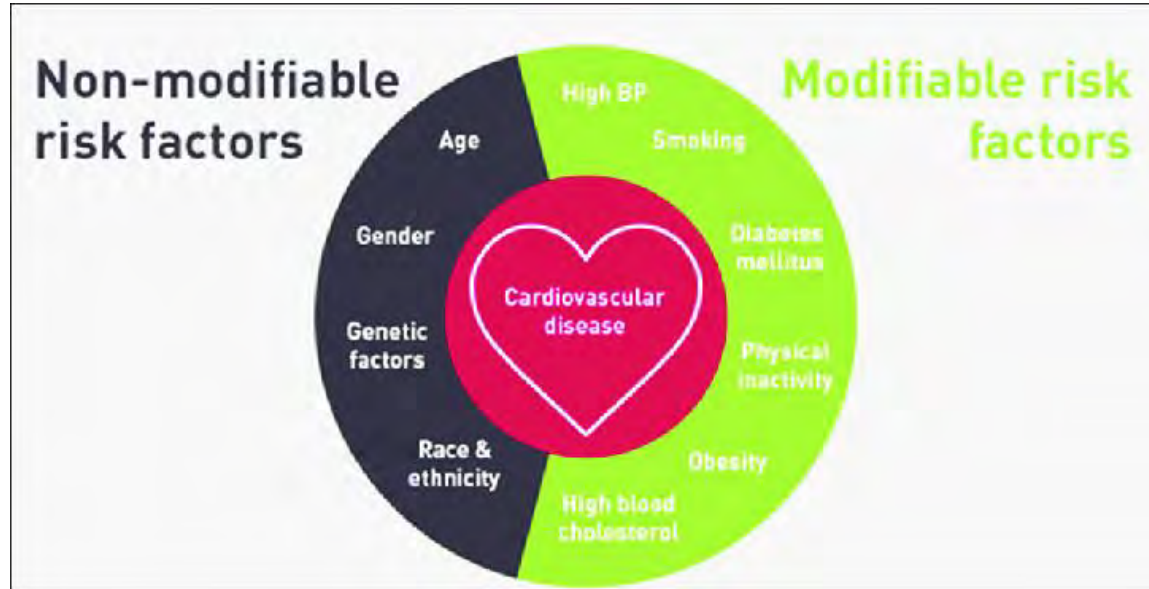 Non-modifiable
risk factors
Modifiable risk
factors
Age
Gender
Genetic
factors
Race &
ethnicity
High BP
Smoking
Diabetes
mellitus
Physical
inactivity
Obesity
High blood
cholesterol
Cardiovascular
disease